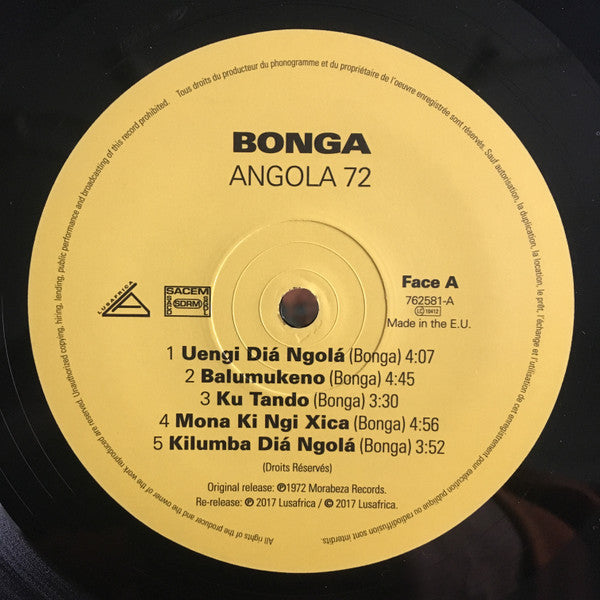 Tous droits du producteur du phonogramme et du propriétaire de l'oeuvre enregistrée sont réservés. Sauf autorisation, la duplication, la location, le prêt, l'échange et l'utilisation de cet enregistrement pour exécution publique ou radiodiffusion sont interdits.
All rights of the producer and the owner of the work reproduced are reserved. Unauthorized copying, hiring, lending, public performance and broadcasting of this record prohibited.
BONGA
ANGOLA 72
LUSAFRICA
SACEM
SACD SDRM SCAM
Face A
762581-A
LC 10412
Made in the E.U.
1 Uengi Diá Ngolá (Bonga) 4:07
2 Balumukeno (Bonga) 4:45
3 Ku Tando (Bonga) 3:30
4 Mona Ki Ngi Xica (Bonga) 4:56
5 Kilumba Diá Ngolá (Bonga) 3:52
(Droits Réservés)
Original release: ℗1972 Morabeza Records.
Re-release: ℗ 2017 Lusafrica / © 2017 Lusafrica.